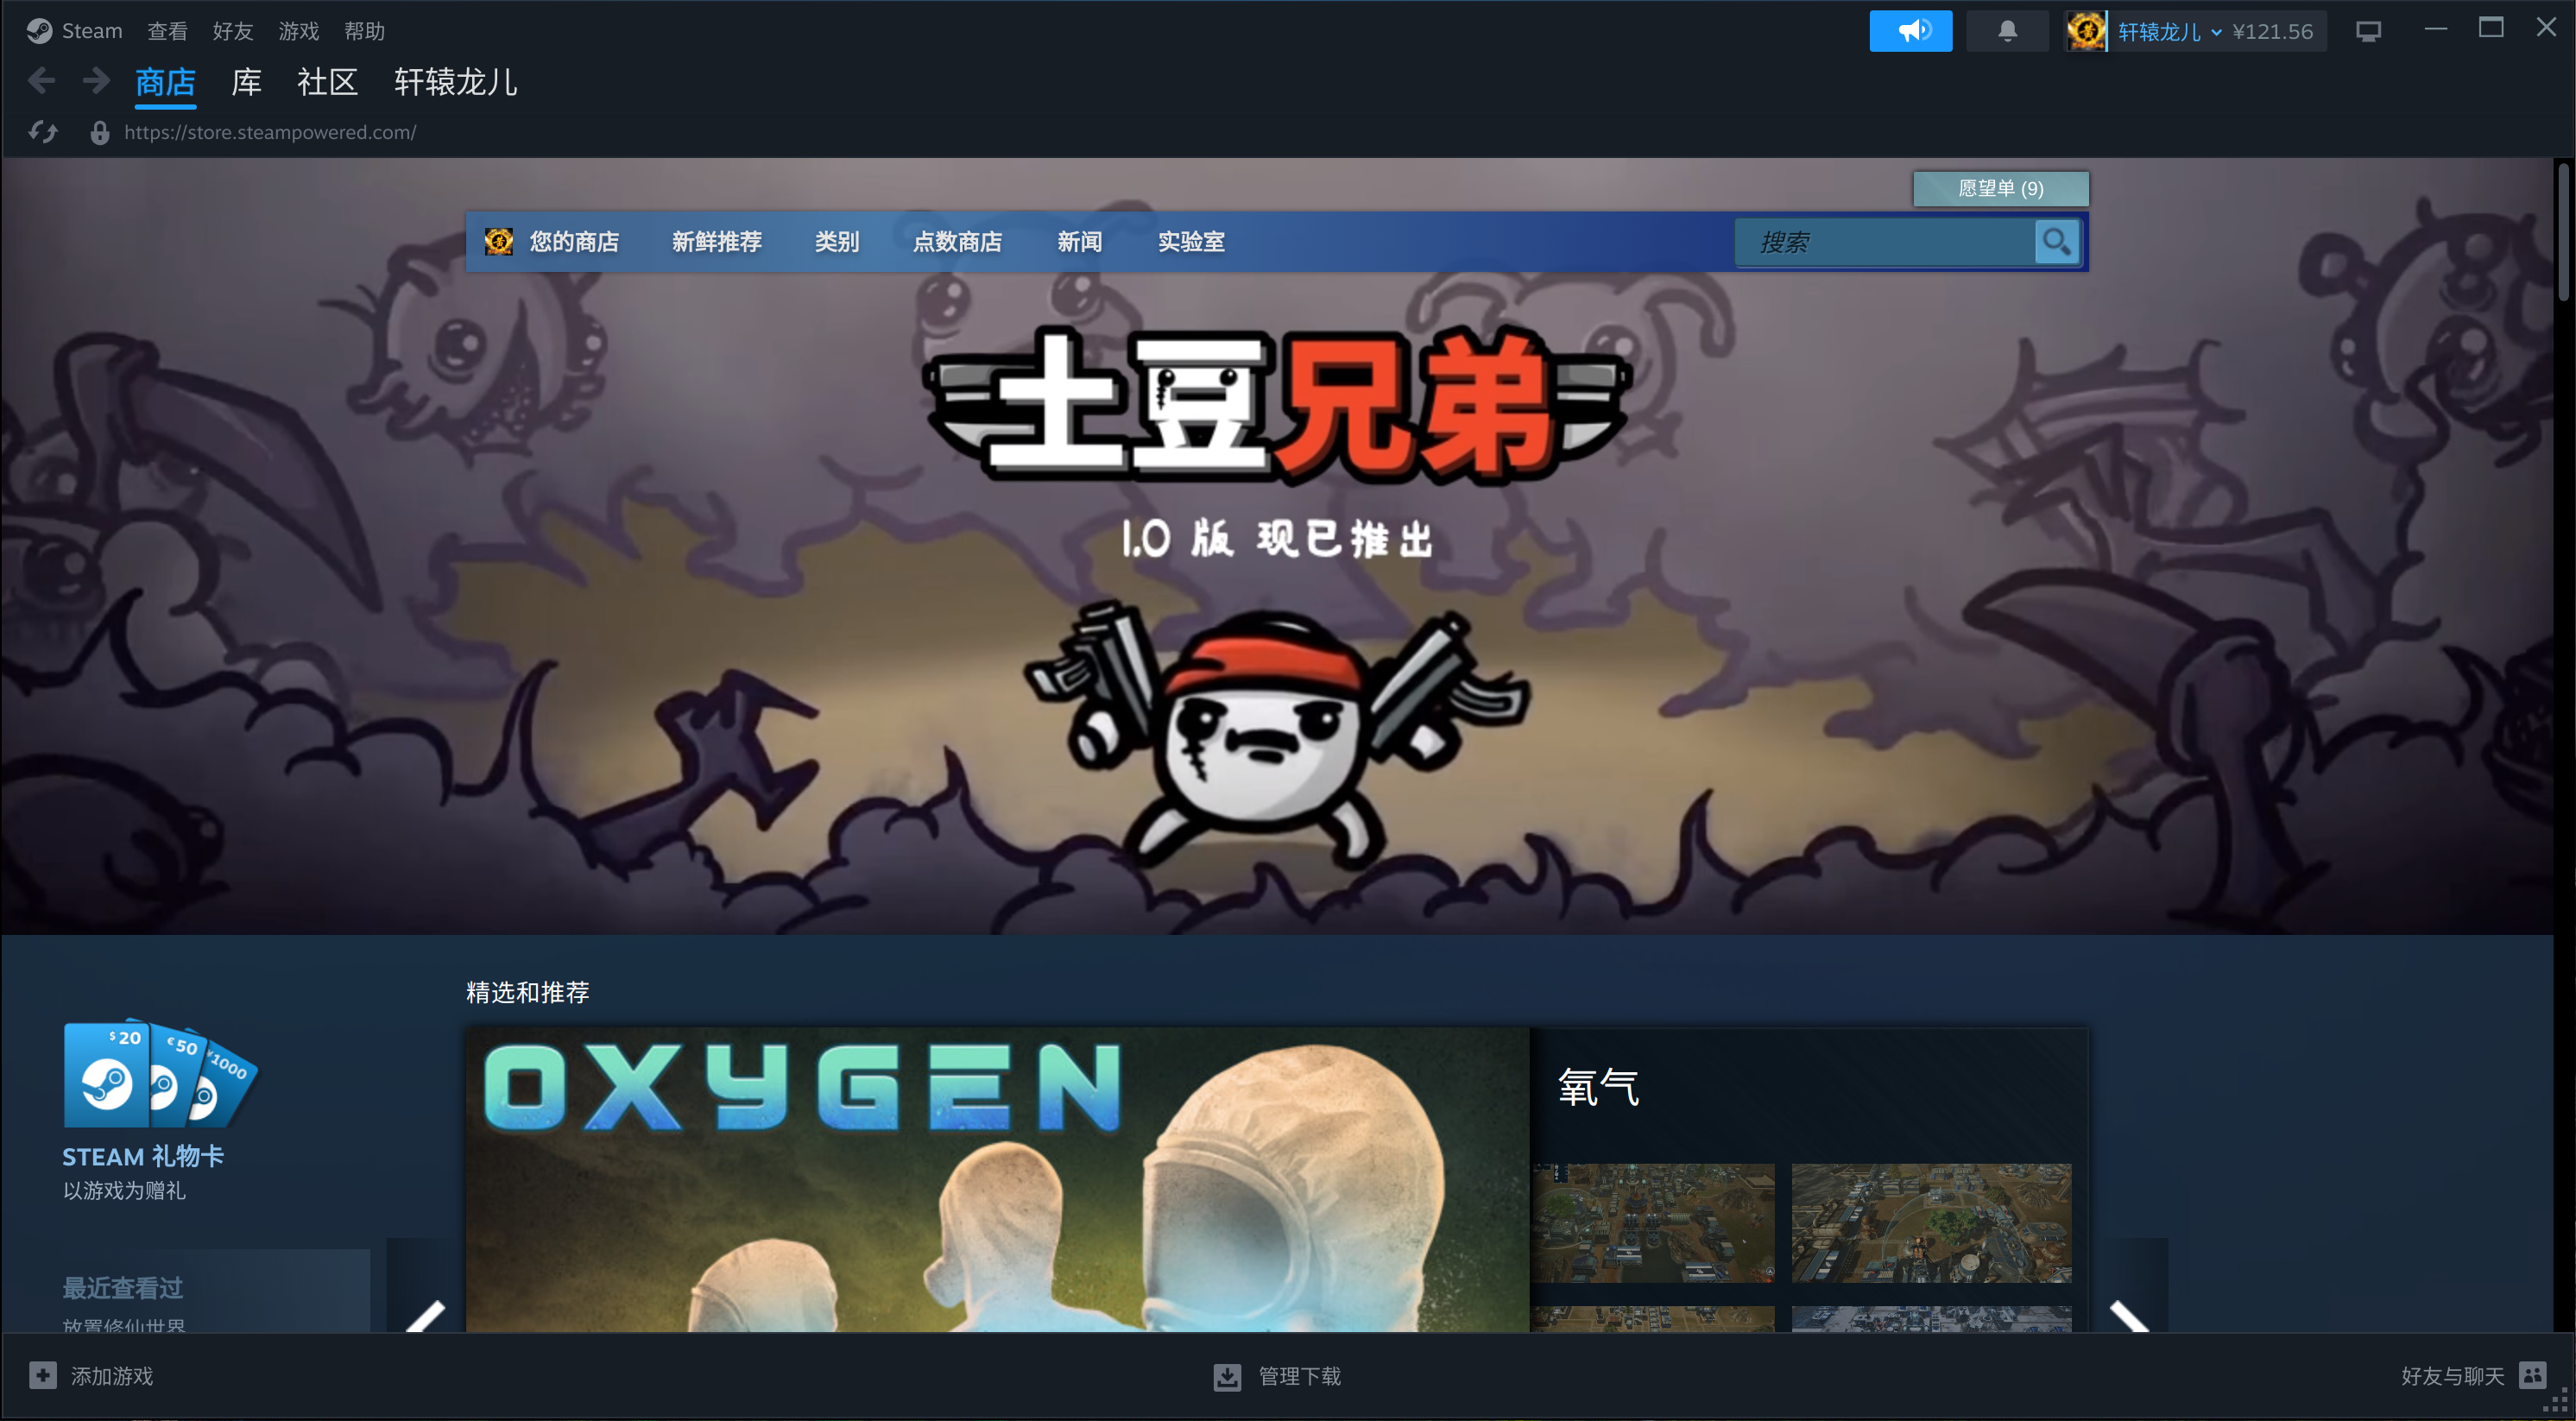 Steam 查看 好友 游戏 帮助
轩辕龙儿 ¥121.56
商店 库 社区 轩辕龙儿
https://store.steampowered.com/
愿望单 (9)
您的商店 新鲜推荐 类别 点数商店 新闻 实验室 搜索
土豆兄弟
1.0 版 现已推出
精选和推荐
$20 €50 ¥1000
OXYGEN
氧气
STEAM 礼物卡
以游戏为赠礼
最近查看过
放置修仙世界
添加游戏 管理下载 好友与聊天